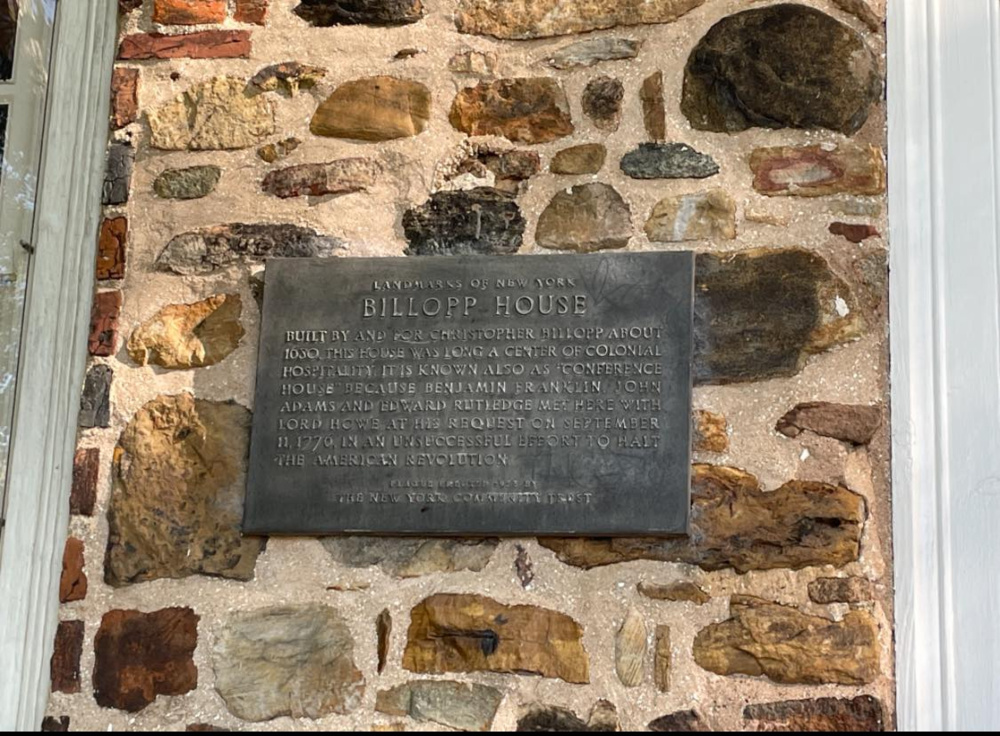 LANDMARKS OF NEW YORK
BILLOPP HOUSE
BUILT BY AND FOR CHRISTOPHER BILLOPP ABOUT
1680, THIS HOUSE WAS LONG A CENTER OF COLONIAL
HOSPITALITY. IT IS KNOWN ALSO AS "CONFERENCE
HOUSE" BECAUSE BENJAMIN FRANKLIN, JOHN
ADAMS AND EDWARD RUTLEDGE MET HERE WITH
LORD HOWE AT HIS REQUEST ON SEPTEMBER
11, 1776, IN AN UNSUCCESSFUL EFFORT TO HALT
THE AMERICAN REVOLUTION.
PLAQUE ERECTED BY
THE NEW YORK COMMUNITY TRUST